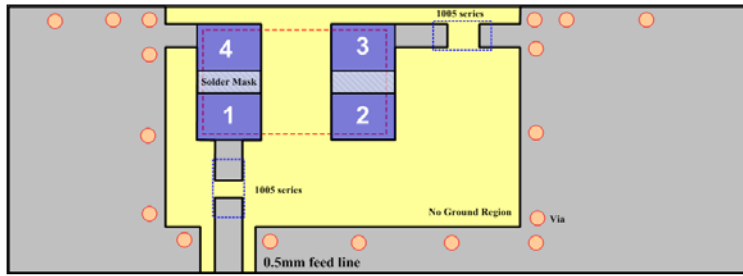 1005 series
4
3
Solder Mask
1
2
1005 series
No Ground Region
Via
0.5mm feed line